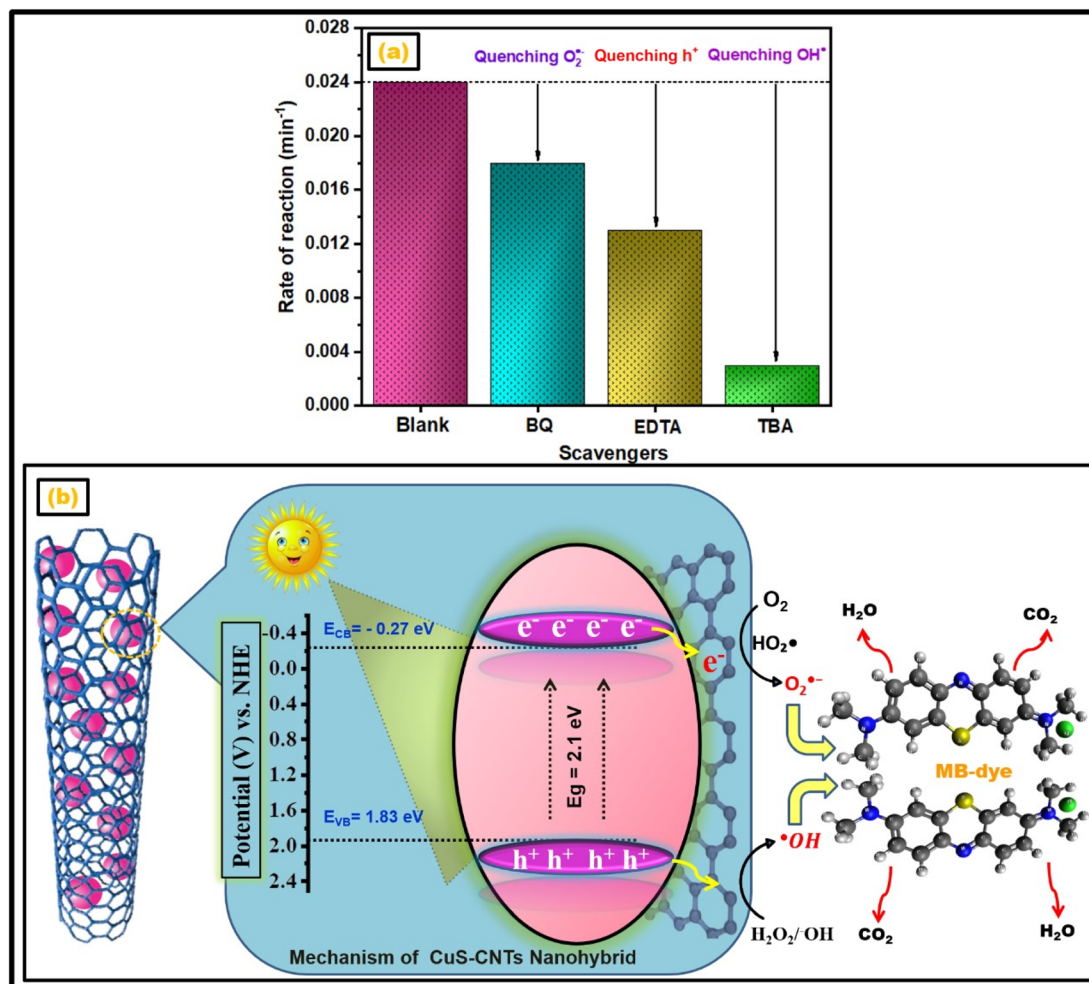 (a)
Quenching O₂•⁻ Quenching h⁺ Quenching OH•
0.028
0.024
0.020
0.016
0.012
0.008
0.004
0.000
Rate of reaction (min⁻¹)
Blank BQ EDTA TBA
Scavengers
(b)
Potential (V) vs. NHE
-0.4
0.0
0.4
0.8
1.2
1.6
2.0
2.4
E_CB = - 0.27 eV
e⁻ e⁻ e⁻ e⁻
e⁻
Eg = 2.1 eV
E_VB = 1.83 eV
h⁺ h⁺ h⁺ h⁺
Mechanism of CuS-CNTs Nanohybrid
O₂
HO₂•
O₂•⁻
•OH
H₂O₂/⁻OH
H₂O
CO₂
MB-dye
CO₂
H₂O